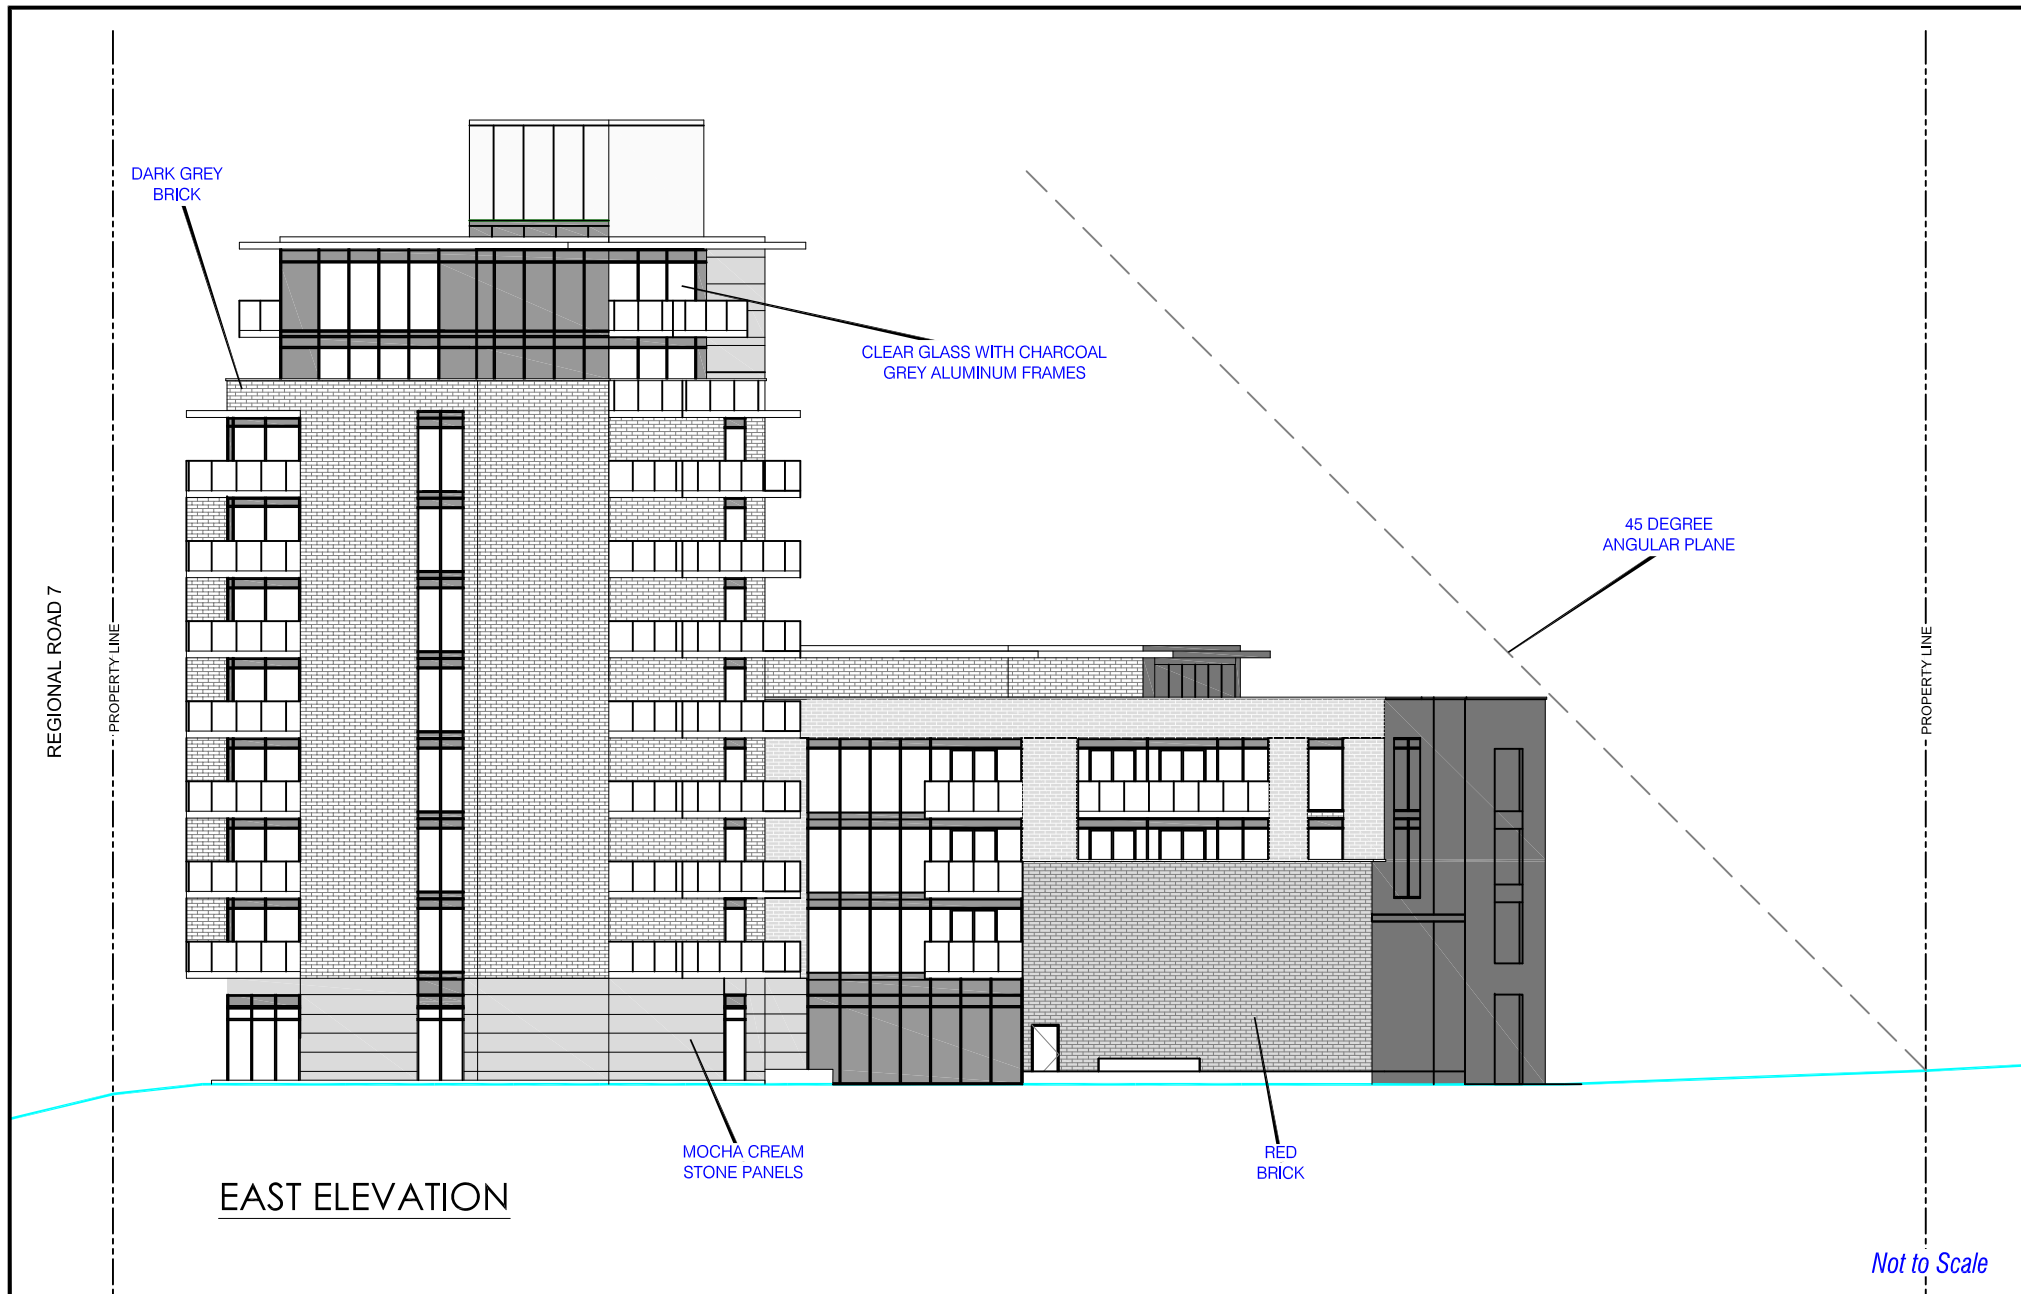 DARK GREY
BRICK
CLEAR GLASS WITH CHARCOAL
GREY ALUMINUM FRAMES
45 DEGREE
ANGULAR PLANE
REGIONAL ROAD 7
PROPERTY LINE
PROPERTY LINE
MOCHA CREAM
STONE PANELS
RED
BRICK
EAST ELEVATION
Not to Scale